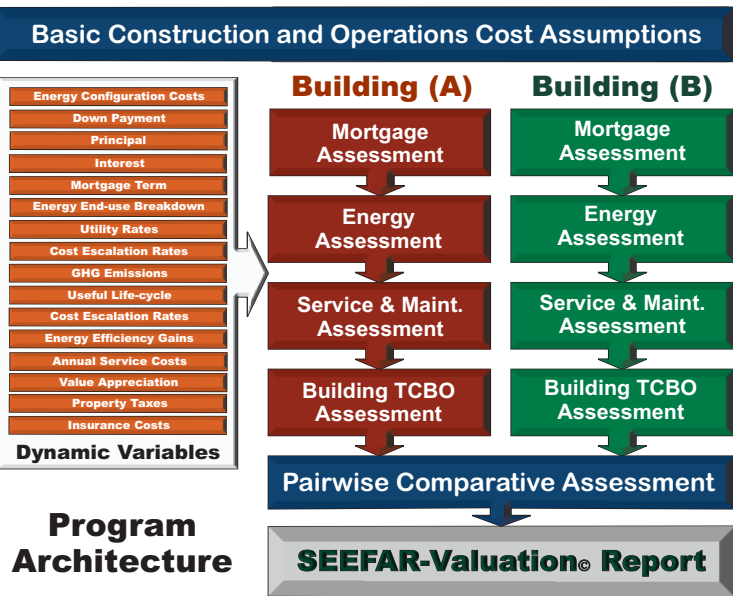 Basic Construction and Operations Cost Assumptions
Energy Configuration Costs
Down Payment
Principal
Interest
Mortgage Term
Energy End-use Breakdown
Utility Rates
Cost Escalation Rates
GHG Emissions
Useful Life-cycle
Cost Escalation Rates
Energy Efficiency Gains
Annual Service Costs
Value Appreciation
Property Taxes
Insurance Costs
Dynamic Variables
Building (A)
Mortgage
Assessment
Energy
Assessment
Service & Maint.
Assessment
Building TCBO
Assessment
Building (B)
Mortgage
Assessment
Energy
Assessment
Service & Maint.
Assessment
Building TCBO
Assessment
Pairwise Comparative Assessment
Program
Architecture
SEEFAR-Valuation© Report